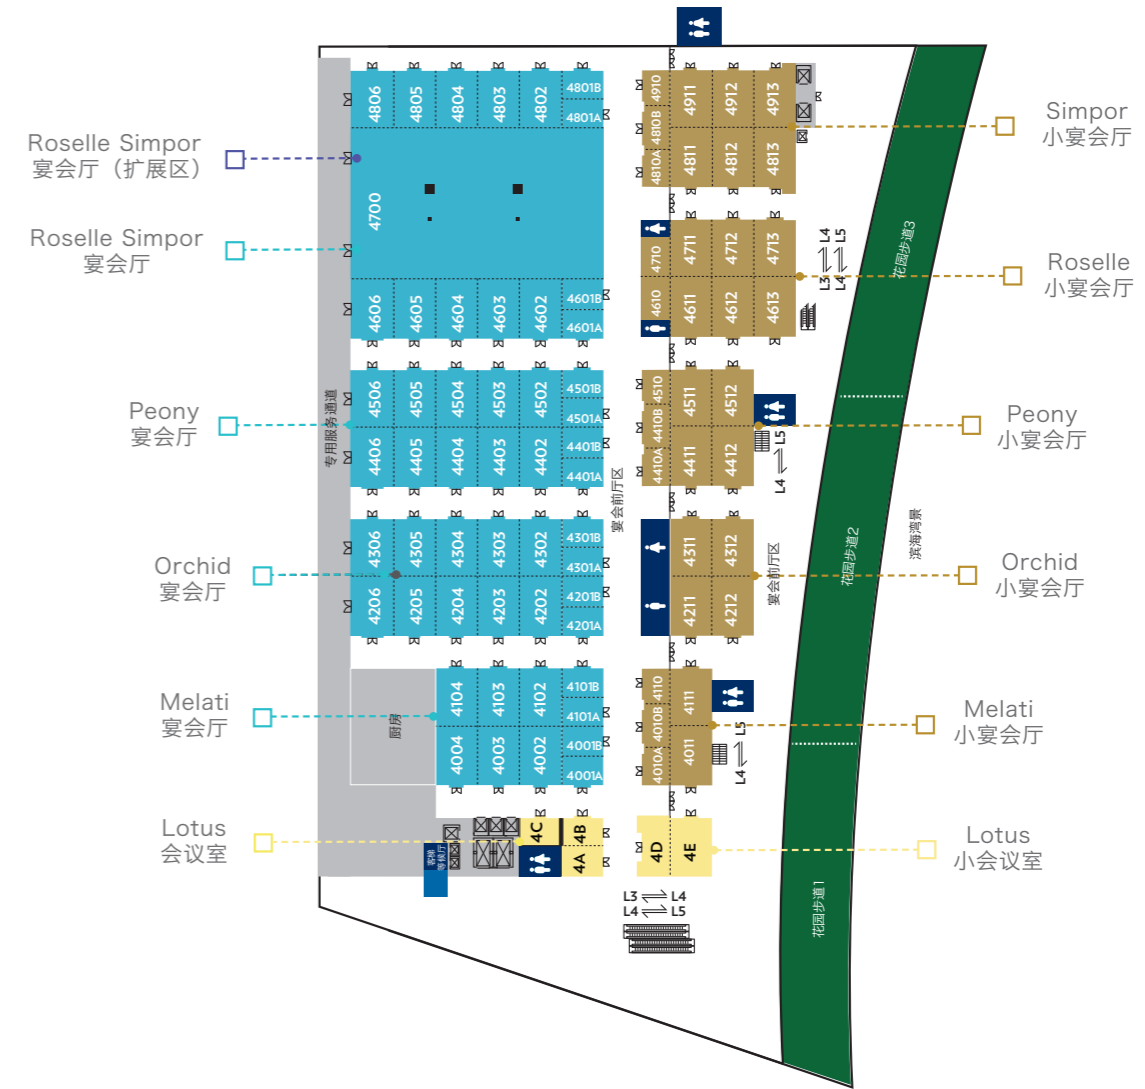 Roselle Simpor
宴会厅（扩展区）
Roselle Simpor
宴会厅
Peony
宴会厅
Orchid
宴会厅
Melati
宴会厅
Lotus
会议室
专用服务通道
厨房
客梯
等候厅
4806
4805
4804
4803
4802
4801B
4801A
4700
4606
4605
4604
4603
4602
4601B
4601A
4506
4505
4504
4503
4502
4501B
4501A
4406
4405
4404
4403
4402
4401B
4401A
4306
4305
4304
4303
4302
4301B
4301A
4206
4205
4204
4203
4202
4201B
4201A
4104
4103
4102
4101B
4101A
4004
4003
4002
4001B
4001A
4C
4B
4A
宴会前厅区
4910
4911
4912
4913
4810B
4810A
4811
4812
4813
4710
4711
4712
4713
4610
4611
4612
4613
4510
4511
4512
4410B
4410A
4411
4412
4311
4312
4211
4212
4110
4111
4010B
4010A
4011
4D
4E
L3 L4
L4 L5
L4 L5
宴会前厅区
L4 L5
L3 L4
L4 L5
花园步道3
花园步道2
花园步道1
滨海湾景
Simpor
小宴会厅
Roselle
小宴会厅
Peony
小宴会厅
Orchid
小宴会厅
Melati
小宴会厅
Lotus
小会议室